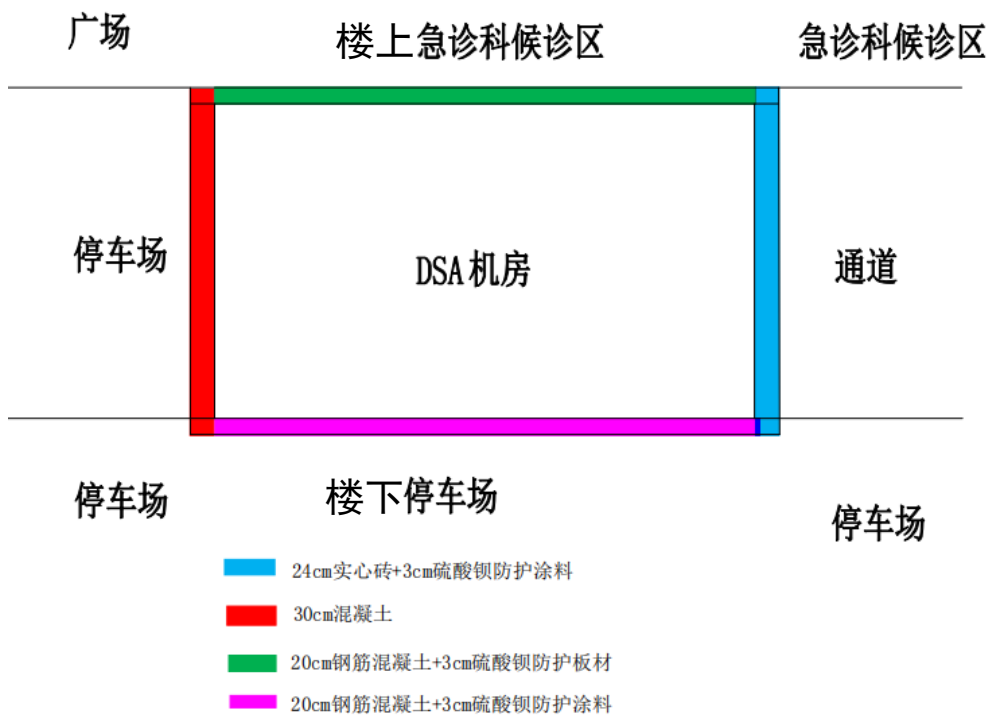 广场
楼上急诊科候诊区
急诊科候诊区
停车场
DSA机房
通道
停车场
楼下停车场
停车场
24cm实心砖+3cm硫酸钡防护涂料
30cm混凝土
20cm钢筋混凝土+3cm硫酸钡防护板材
20cm钢筋混凝土+3cm硫酸钡防护涂料